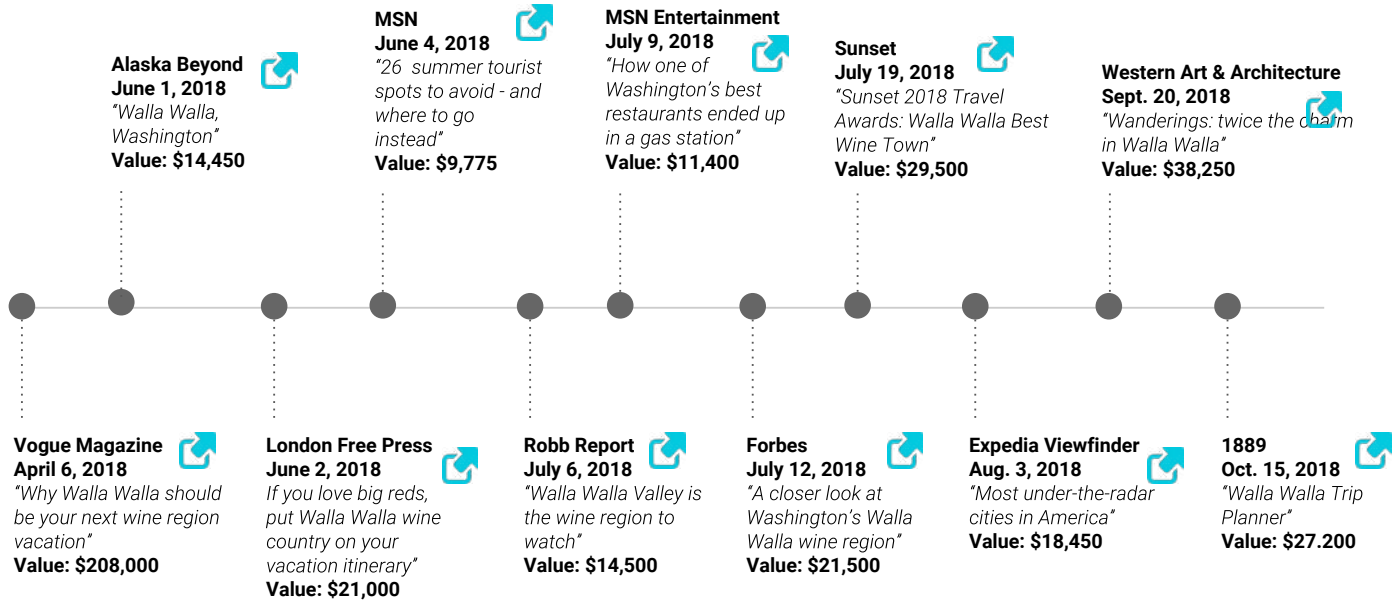 Alaska Beyond
June 1, 2018
"Walla Walla,
Washington"
Value: $14,450
MSN
June 4, 2018
"26  summer tourist
spots to avoid - and
where to go
instead"
Value: $9,775
MSN Entertainment
July 9, 2018
"How one of
Washington's best
restaurants ended up
in a gas station"
Value: $11,400
Sunset
July 19, 2018
"Sunset 2018 Travel
Awards: Walla Walla Best
Wine Town"
Value: $29,500
Western Art & Architecture
Sept. 20, 2018
"Wanderings: twice the charm
in Walla Walla"
Value: $38,250
Vogue Magazine
April 6, 2018
"Why Walla Walla should
be your next wine region
vacation"
Value: $208,000
London Free Press
June 2, 2018
If you love big reds,
put Walla Walla wine
country on your
vacation itinerary"
Value: $21,000
Robb Report
July 6, 2018
"Walla Walla Valley is
the wine region to
watch"
Value: $14,500
Forbes
July 12, 2018
"A closer look at
Washington's Walla
Walla wine region"
Value: $21,500
Expedia Viewfinder
Aug. 3, 2018
"Most under-the-radar
cities in America"
Value: $18,450
1889
Oct. 15, 2018
"Walla Walla Trip
Planner"
Value: $27.200